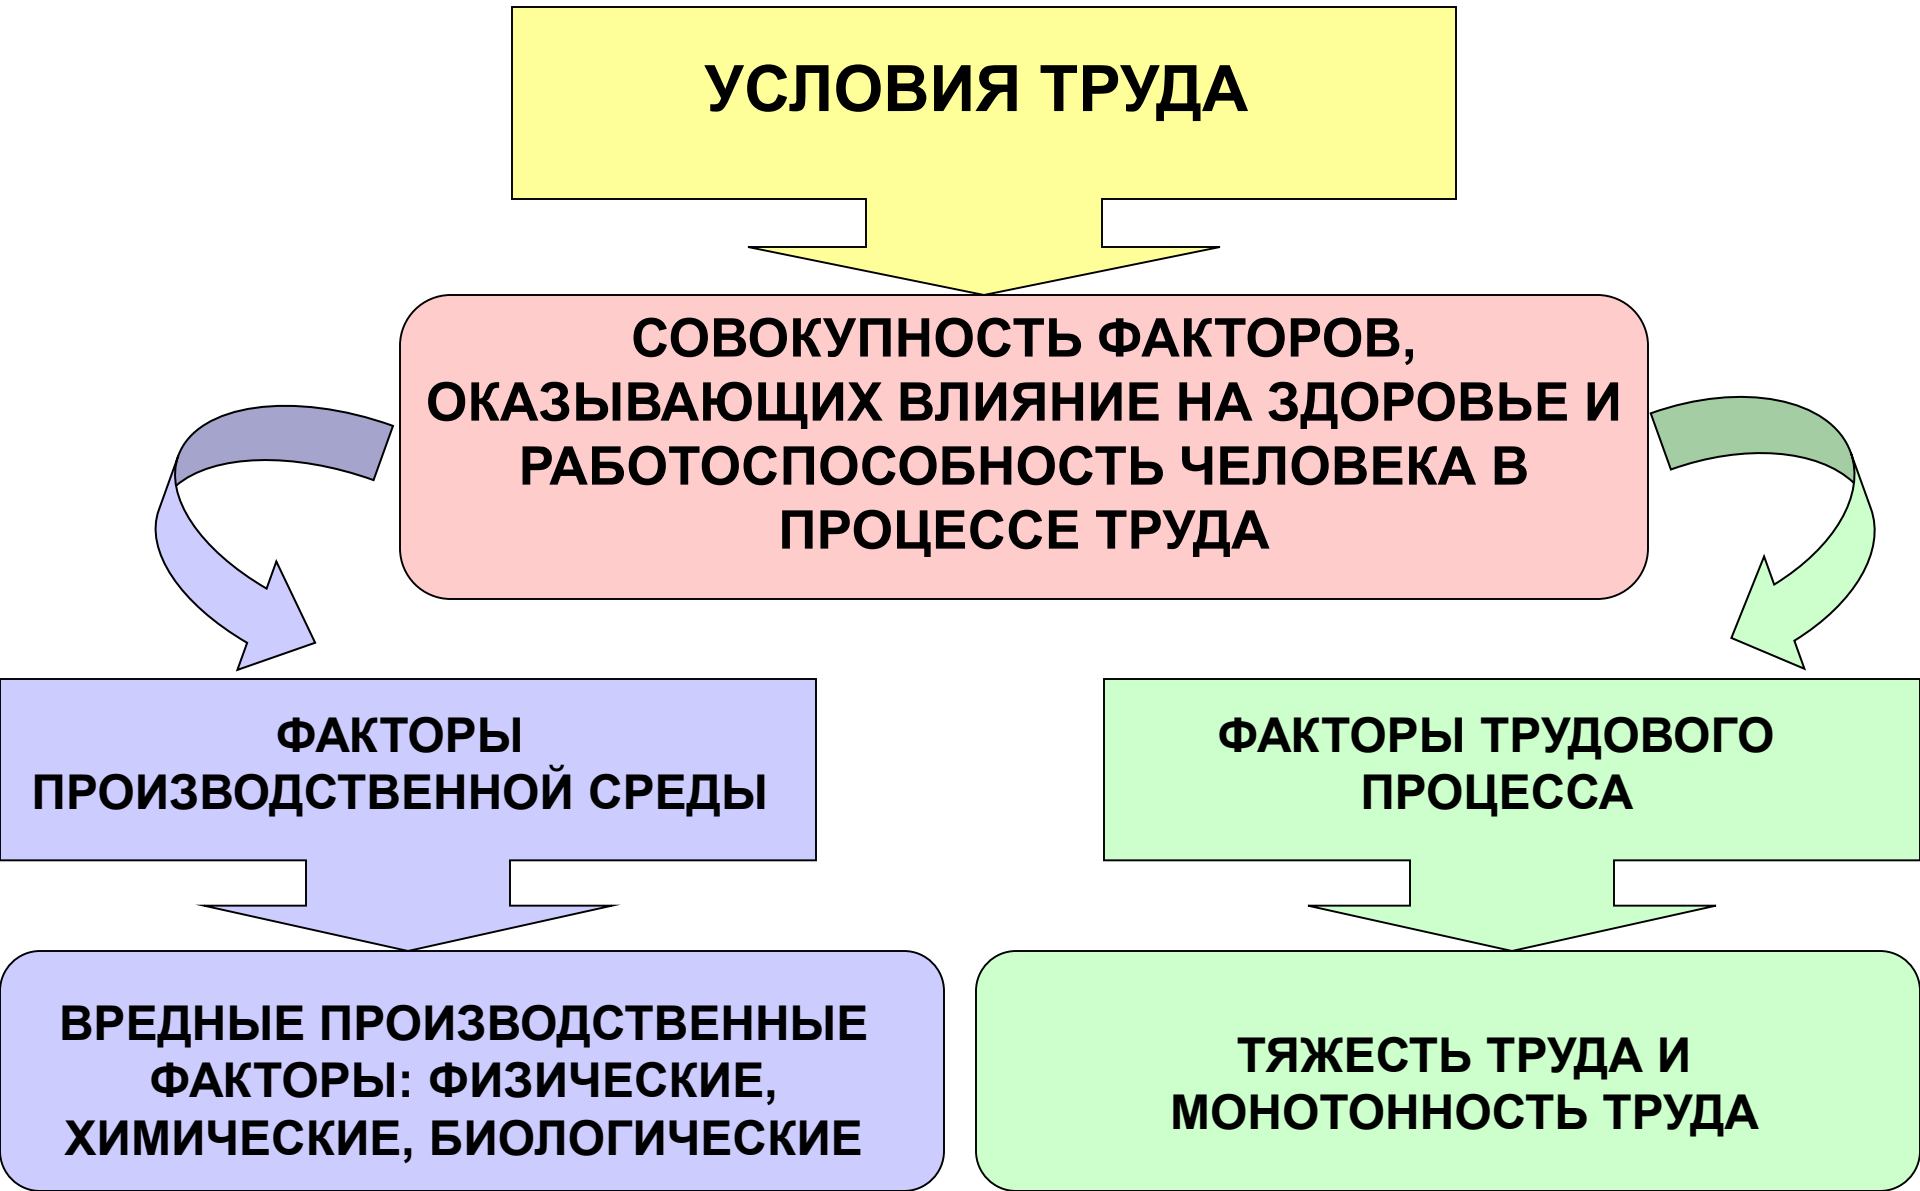 УСЛОВИЯ ТРУДА
СОВОКУПНОСТЬ ФАКТОРОВ,
ОКАЗЫВАЮЩИХ ВЛИЯНИЕ НА ЗДОРОВЬЕ И
РАБОТОСПОСОБНОСТЬ ЧЕЛОВЕКА В
ПРОЦЕССЕ ТРУДА
ФАКТОРЫ
ПРОИЗВОДСТВЕННОЙ СРЕДЫ
ФАКТОРЫ ТРУДОВОГО
ПРОЦЕССА
ВРЕДНЫЕ ПРОИЗВОДСТВЕННЫЕ
ФАКТОРЫ: ФИЗИЧЕСКИЕ,
ХИМИЧЕСКИЕ, БИОЛОГИЧЕСКИЕ
ТЯЖЕСТЬ ТРУДА И
МОНОТОННОСТЬ ТРУДА